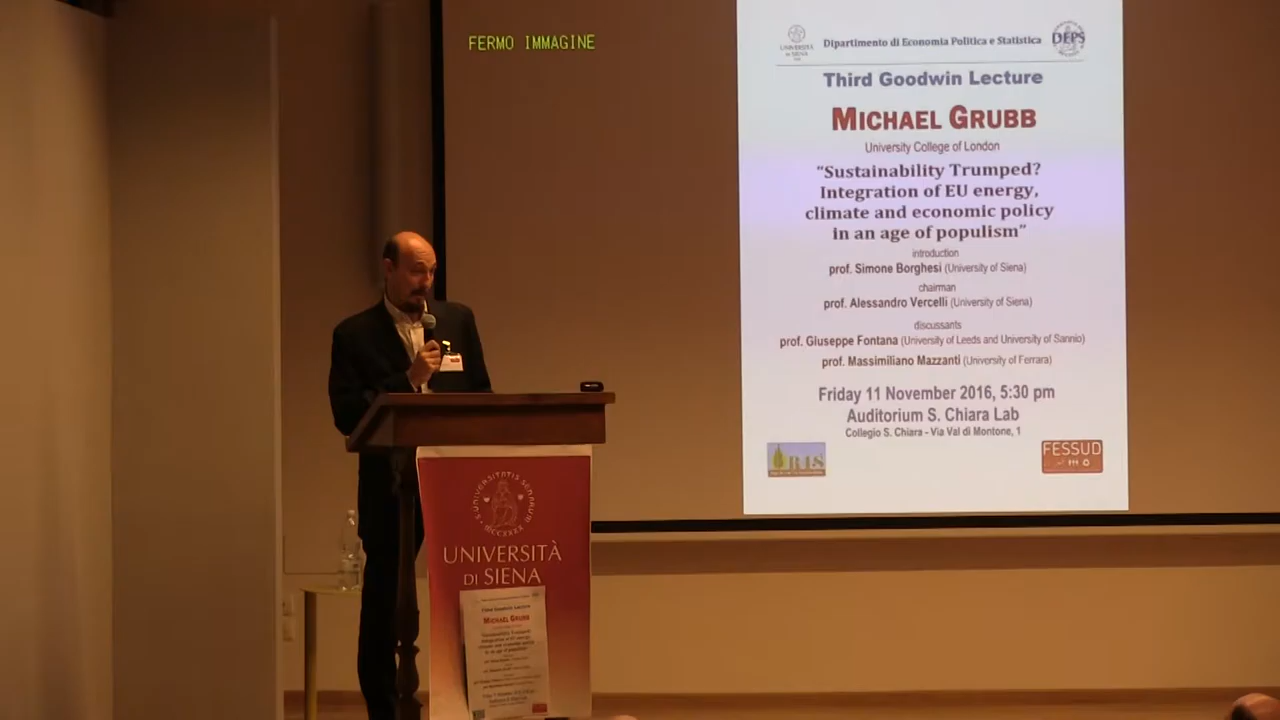 FERMO IMMAGINE
UNIVERSITÀ
DI SIENA
Dipartimento di Economia Politica e Statistica
DEPS
Third Goodwin Lecture
MICHAEL GRUBB
University College of London
“Sustainability Trumped?
Integration of EU energy,
climate and economic policy
in an age of populism”
introduction
prof. Simone Borghesi (University of Siena)
chairman
prof. Alessandro Vercelli (University of Siena)
discussants
prof. Giuseppe Fontana (University of Leeds and University of Sannio)
prof. Massimiliano Mazzanti (University of Ferrara)
Friday 11 November 2016, 5:30 pm
Auditorium S. Chiara Lab
Collegio S. Chiara - Via Val di Montone, 1
RIS
FESSUD
UNIVERSITÀ
DI SIENA
Third Goodwin Lecture
MICHAEL GRUBB